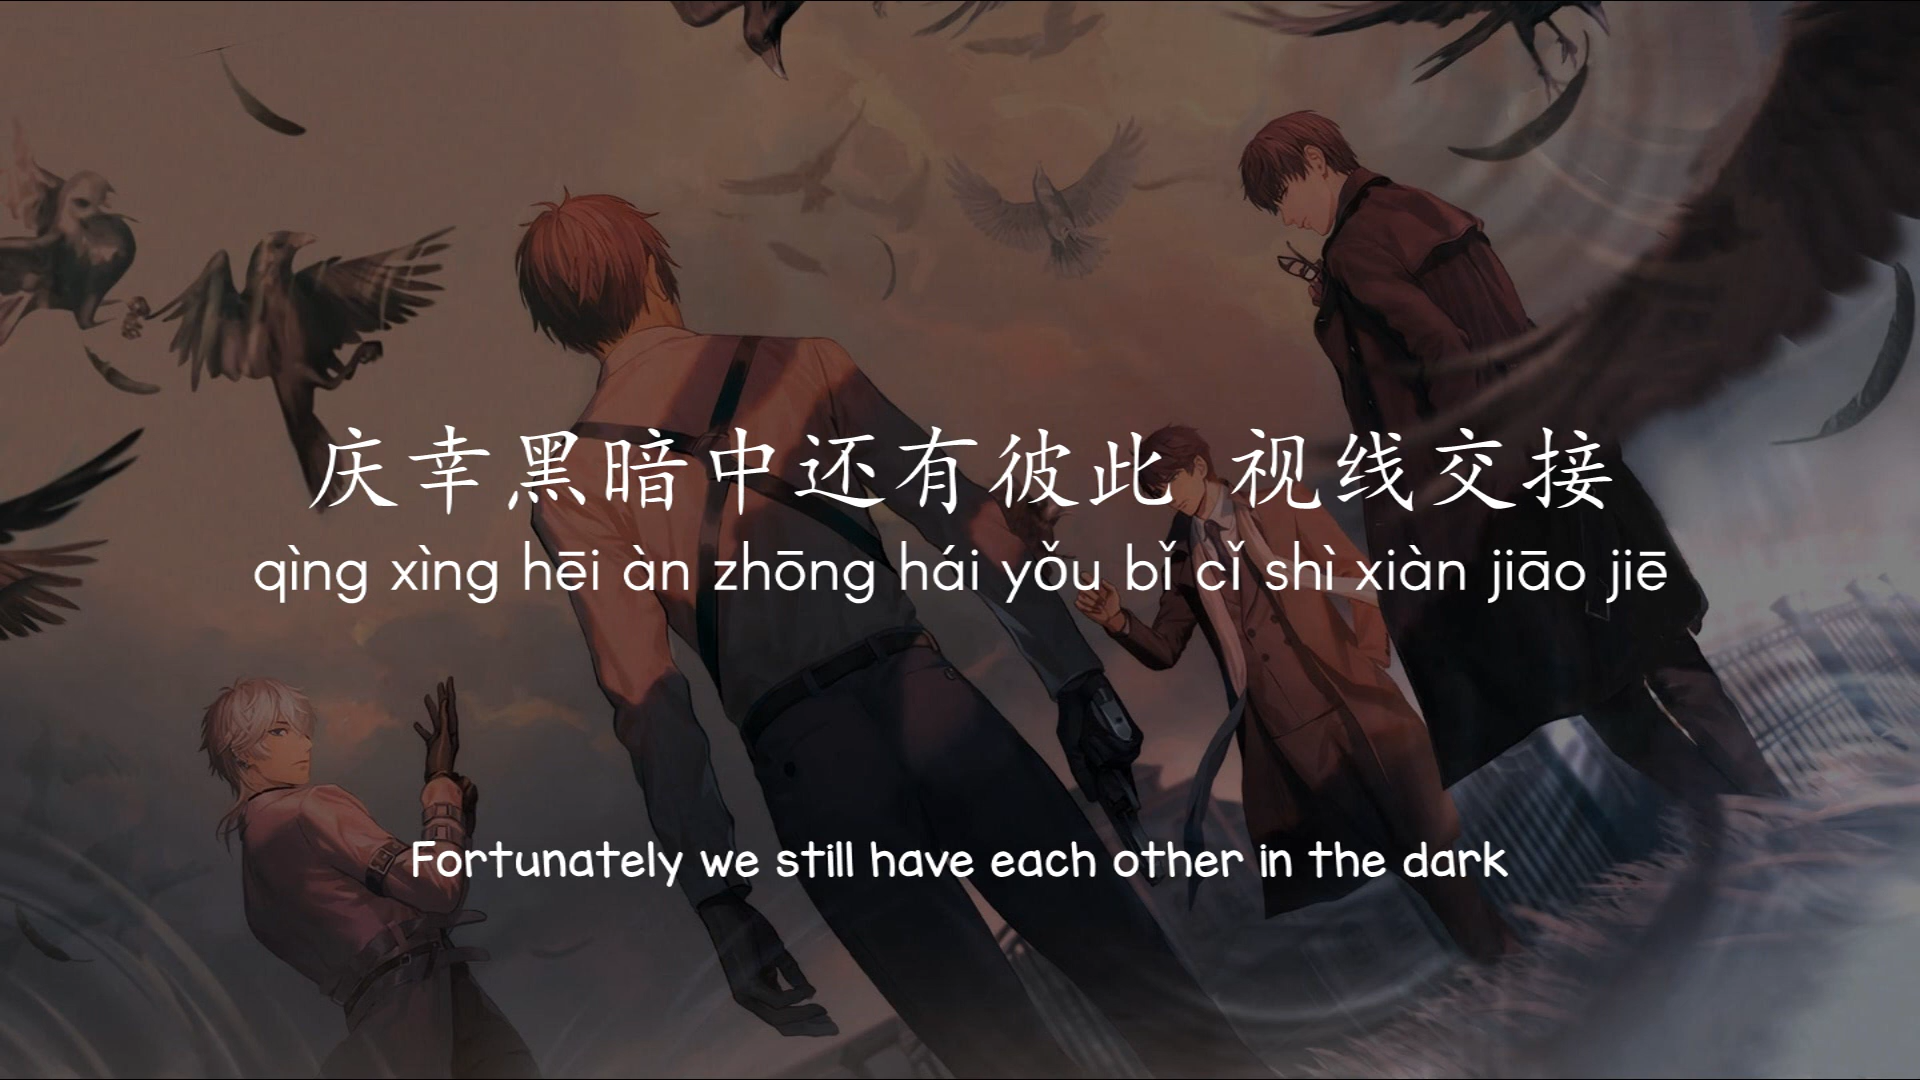 庆幸黑暗中还有彼此 视线交接
qìng xìng hēi àn zhōng hái yǒu bǐ cǐ shì xiàn jiāo jiē
Fortunately we still have each other in the dark